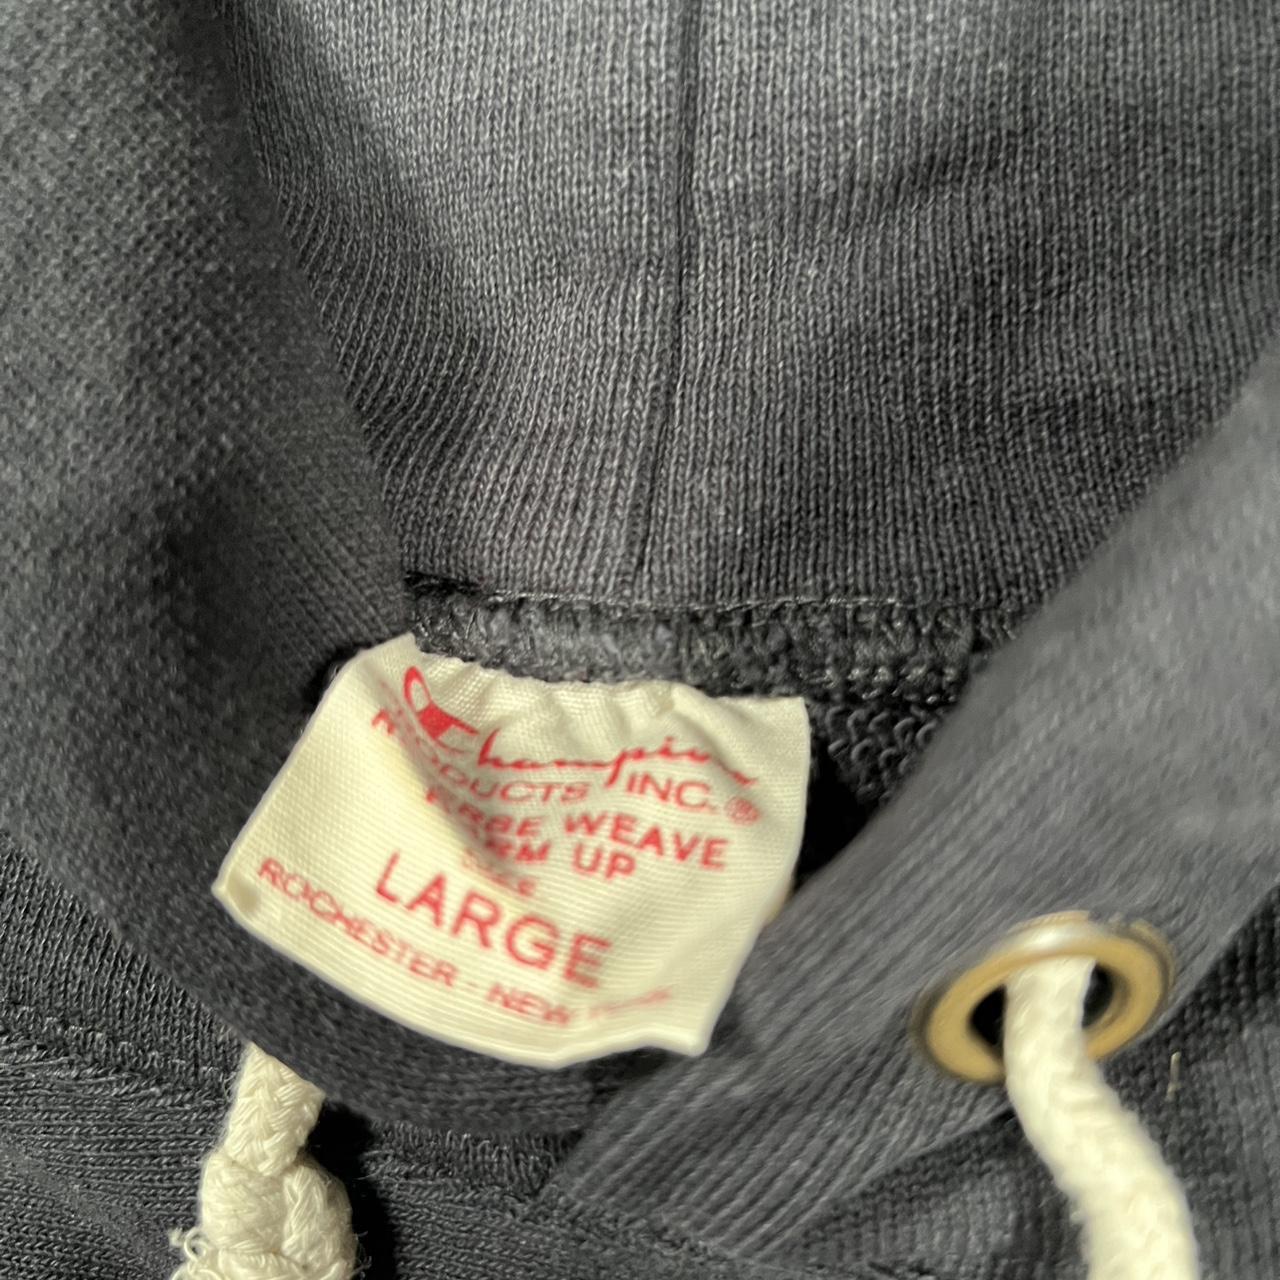 Champion
PRODUCTS INC.®
WEAVE
UP
LARGE
ROCHESTER - NEW